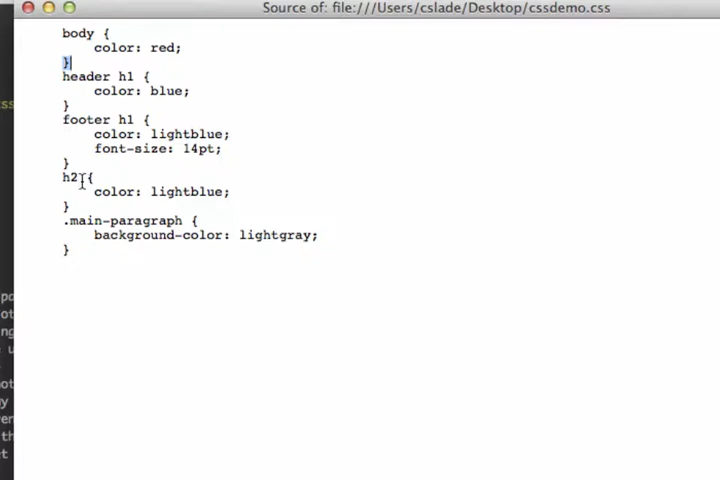 Source of: file:///Users/cslade/Desktop/cssdemo.css
body {
color: red;
}
header h1 {
color: blue;
}
footer h1 {
color: lightblue;
font-size: 14pt;
}
h2 {
color: lightblue;
}
.main-paragraph {
background-color: lightgray;
}